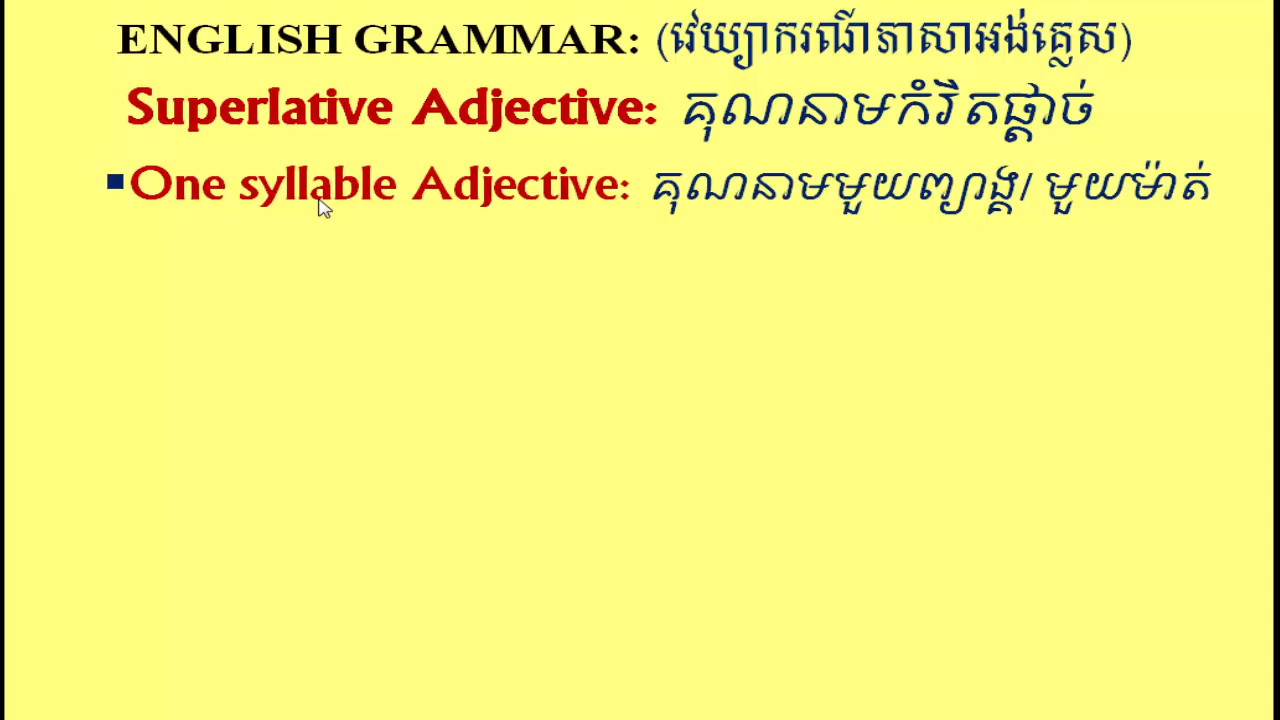 ENGLISH GRAMMAR: (វេយ្យាករណ៍ភាសាអង់គ្លេស)
Superlative Adjective: គុណនាមកំរិតផ្តាច់
▪One syllable Adjective: គុណនាមមួយព្យាង្គ/ មួយម៉ាត់